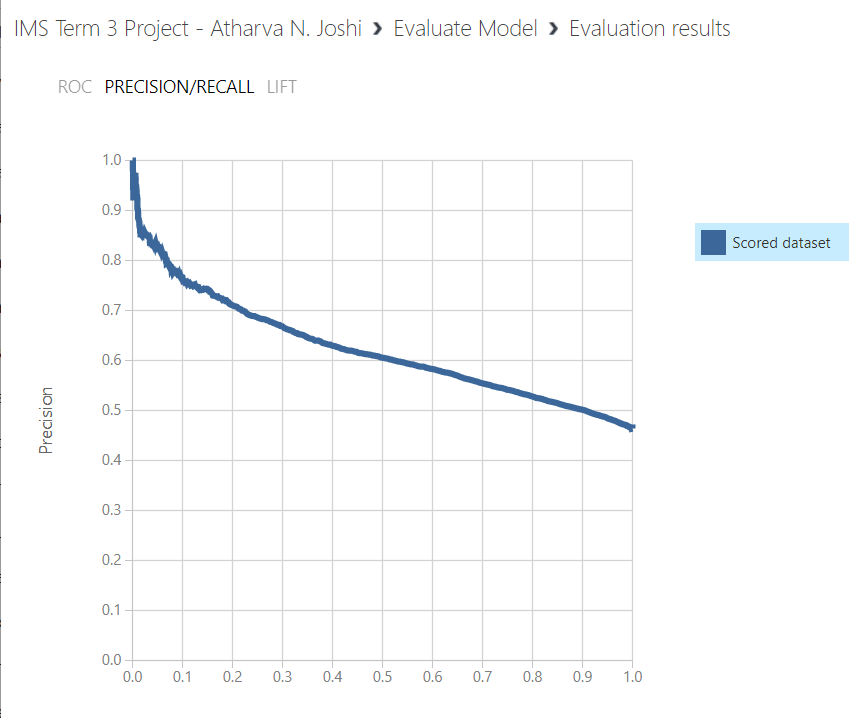 IMS Term 3 Project - Atharva N. Joshi › Evaluate Model › Evaluation results
ROC PRECISION/RECALL LIFT
1.0
0.9
Scored dataset
0.8
0.7
0.6
Precision
0.5
0.4
0.3
0.2
0.1
0.0
0.0 0.1 0.2 0.3 0.4 0.5 0.6 0.7 0.8 0.9 1.0